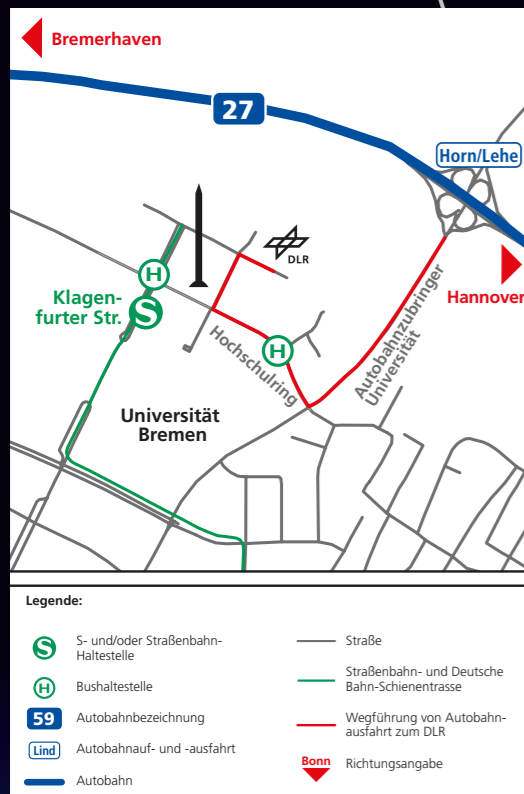 Bremerhaven
27
Horn/Lehe
DLR
H
Klagen-
furter Str.
S
Hannover
Autobahnzubringer
Universität
Hochschulring
H
Universität
Bremen
Legende:
S
S- und/oder Straßenbahn-
Haltestelle
H
Bushaltestelle
59
Autobahnbezeichnung
Lind
Autobahnauf- und -ausfahrt
Autobahn
Straße
Straßenbahn- und Deutsche
Bahn-Schienentrasse
Wegführung von Autobahn-
ausfahrt zum DLR
Bonn
Richtungsangabe